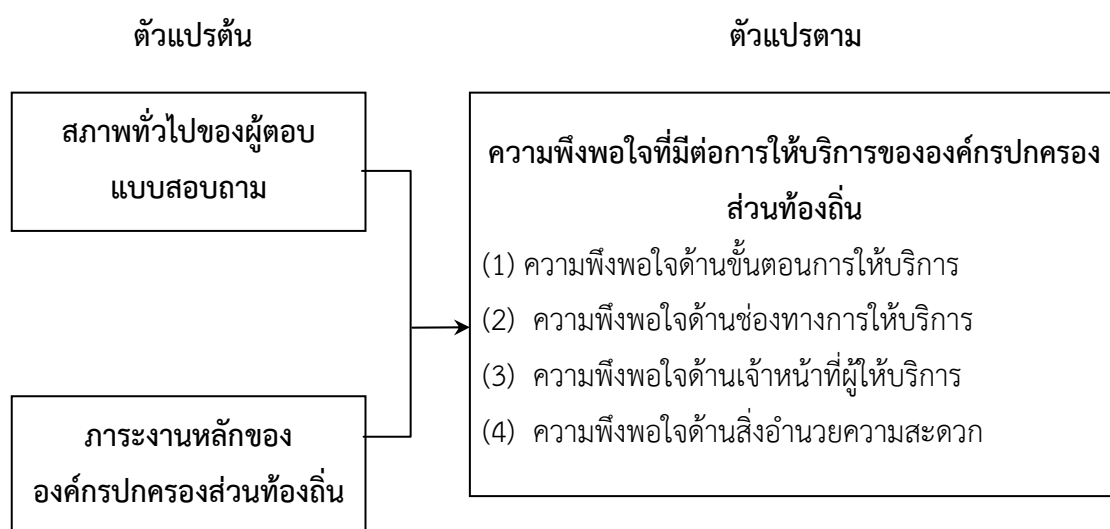 ตัวแปรต้น
ตัวแปรตาม
สภาพทั่วไปของผู้ตอบ
แบบสอบถาม
ภาระงานหลักของ
องค์กรปกครองส่วนท้องถิ่น
ความพึงพอใจที่มีต่อการให้บริการขององค์กรปกครอง
ส่วนท้องถิ่น
(1) ความพึงพอใจด้านขั้นตอนการให้บริการ
(2) ความพึงพอใจด้านช่องทางการให้บริการ
(3) ความพึงพอใจด้านเจ้าหน้าที่ผู้ให้บริการ
(4) ความพึงพอใจด้านสิ่งอำนวยความสะดวก